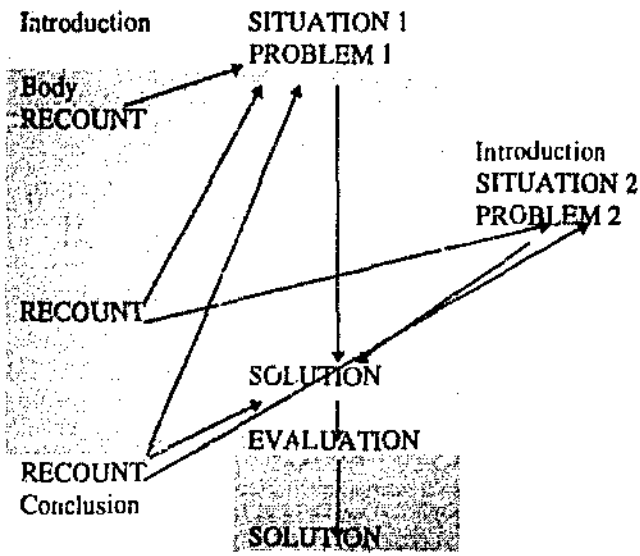 Introduction
SITUATION 1
PROBLEM 1
Body
RECOUNT
Introduction
SITUATION 2
PROBLEM 2
RECOUNT
SOLUTION
EVALUATION
RECOUNT
Conclusion
SOLUTION